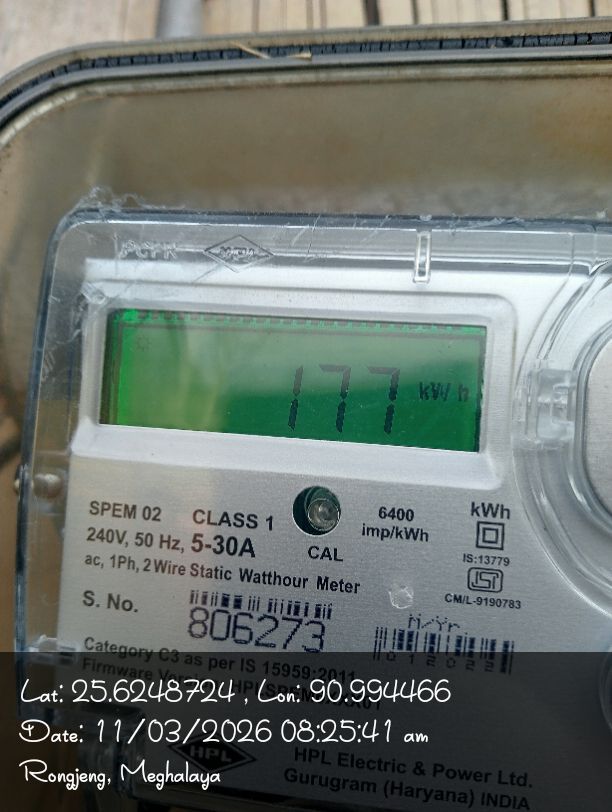 HPL
177 kWh
SPEM 02 CLASS 1 6400 imp/kWh kWh
240V, 50 Hz, 5-30A
CAL
ac, 1Ph, 2 Wire Static Watthour Meter
IS:13779
ISI
CM/L-9190783
S. No. 806273
M/Yr
Category C3 as per IS 15959:2011
Firmware
Lat: 25.6248724 , Lon: 90.994466
Date: 11/03/2026 08:25:41 am
Rongjeng, Meghalaya
HPL
HPL Electric & Power Ltd.
Gurugram (Haryana) INDIA